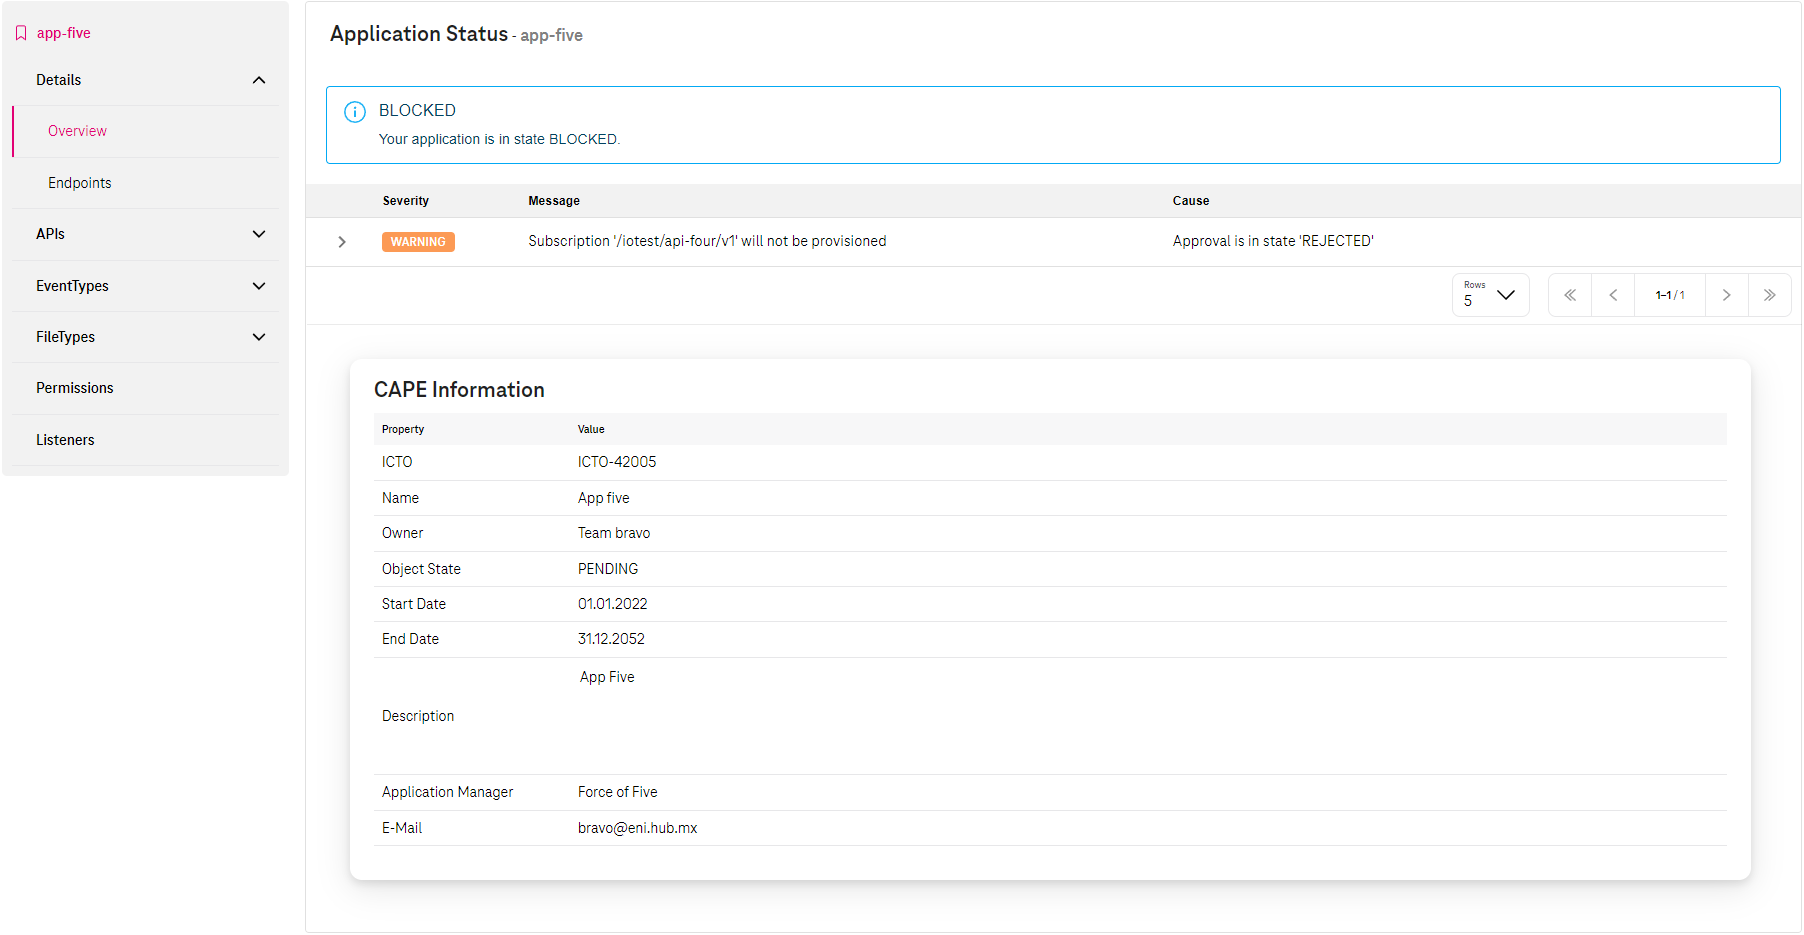 app-five
Details
Overview
Endpoints
APIs
EventTypes
FileTypes
Permissions
Listeners
Application Status - app-five
BLOCKED
Your application is in state BLOCKED.
Severity Message Cause
WARNING Subscription '/iotest/api-four/v1' will not be provisioned Approval is in state 'REJECTED'
Rows
5
1-1 / 1
CAPE Information
Property Value
ICTO ICTO-42005
Name App five
Owner Team bravo
Object State PENDING
Start Date 01.01.2022
End Date 31.12.2052
App Five
Description
Application Manager Force of Five
E-Mail bravo@eni.hub.mx